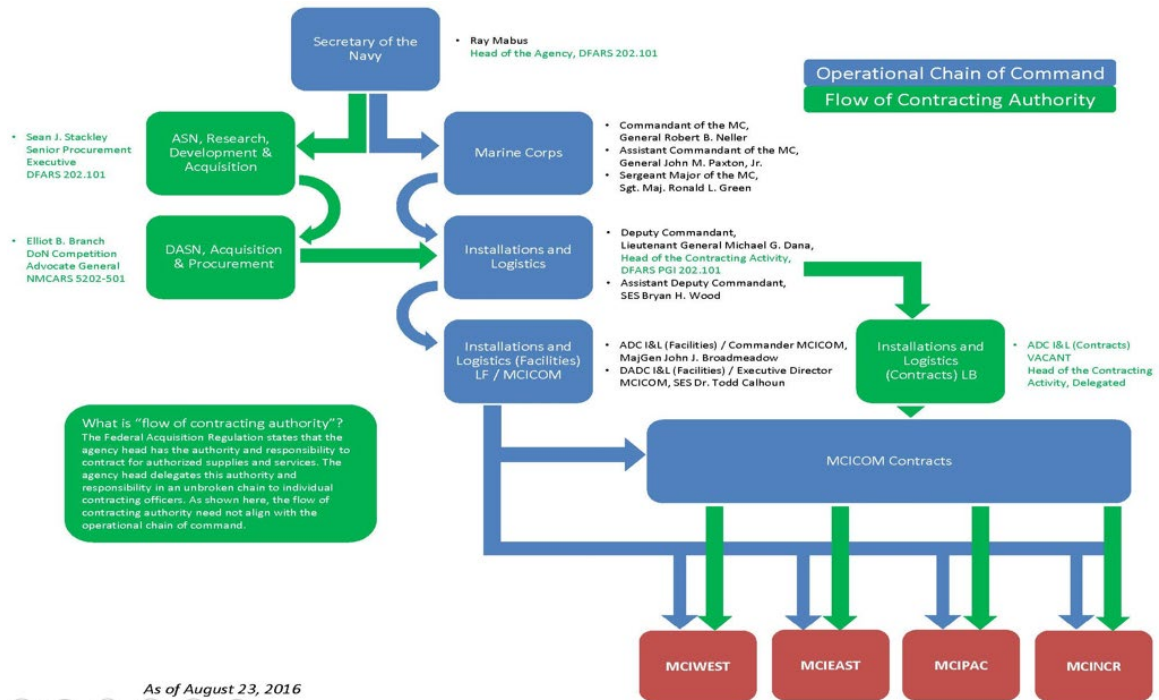 Secretary of the
Navy
• Ray Mabus
Head of the Agency, DFARS 202.101
Operational Chain of Command
Flow of Contracting Authority
• Sean J. Stackley
Senior Procurement
Executive
DFARS 202.101
ASN, Research,
Development &
Acquisition
Marine Corps
• Commandant of the MC,
General Robert B. Neller
• Assistant Commandant of the MC,
General John M. Paxton, Jr.
• Sergeant Major of the MC,
Sgt. Maj. Ronald L. Green
• Elliot B. Branch
DoN Competition
Advocate General
NMCARS 5202-501
DASN, Acquisition
& Procurement
Installations and
Logistics
• Deputy Commandant,
Lieutenant General Michael G. Dana,
Head of the Contracting Activity,
DFARS PGI 202.101
• Assistant Deputy Commandant,
SES Bryan H. Wood
Installations and
Logistics (Facilities)
LF / MCICOM
• ADC I&L (Facilities) / Commander MCICOM,
MajGen John J. Broadmeadow
• DADC I&L (Facilities) / Executive Director
MCICOM, SES Dr. Todd Calhoun
Installations and
Logistics
(Contracts) LB
• ADC I&L (Contracts)
VACANT
Head of the Contracting
Activity, Delegated
What is “flow of contracting authority”?
The Federal Acquisition Regulation states that the
agency head has the authority and responsibility to
contract for authorized supplies and services. The
agency head delegates this authority and
responsibility in an unbroken chain to individual
contracting officers. As shown here, the flow of
contracting authority need not align with the
operational chain of command.
MCICOM Contracts
MCIWEST
MCIEAST
MCIPAC
MCINCR
As of August 23, 2016